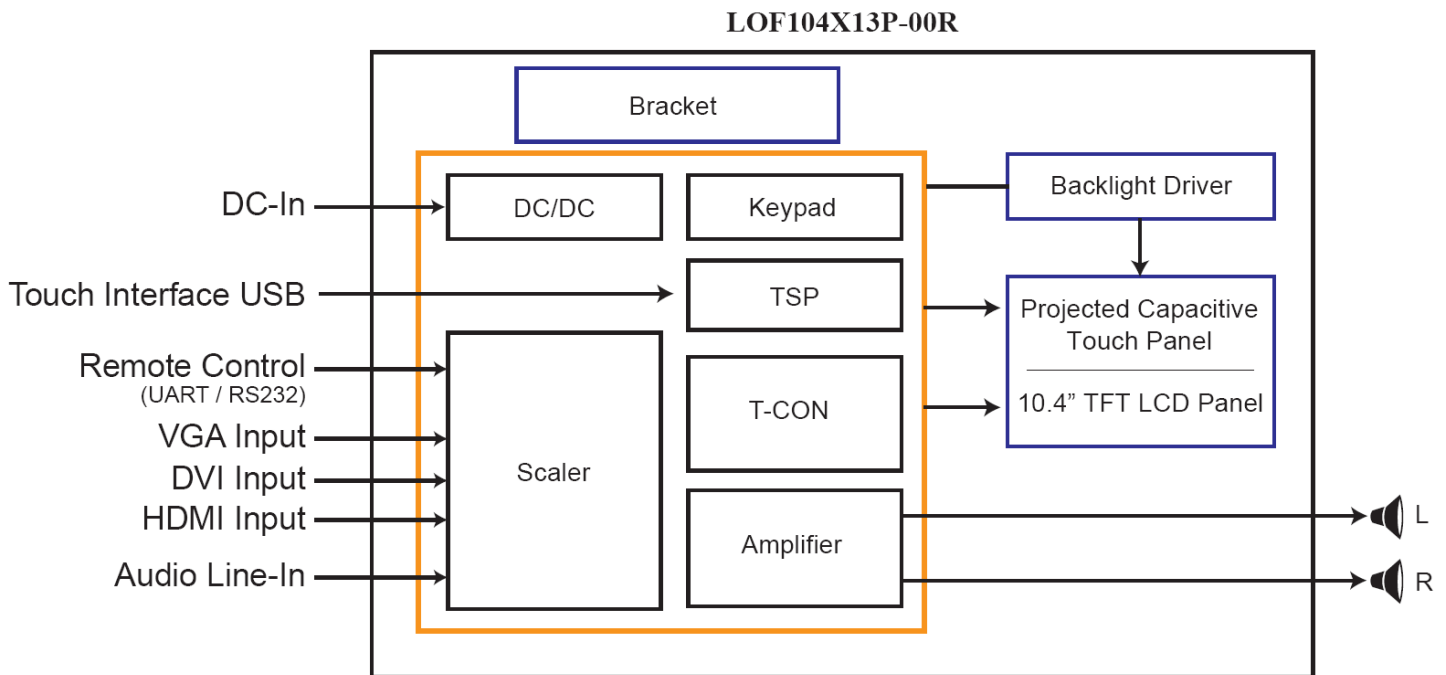 LOF104X13P-00R
Bracket
DC-In
DC/DC
Keypad
Backlight Driver
Touch Interface USB
TSP
Projected Capacitive
Touch Panel
10.4” TFT LCD Panel
Remote Control
(UART / RS232)
VGA Input
DVI Input
HDMI Input
Audio Line-In
Scaler
T-CON
Amplifier
L
R